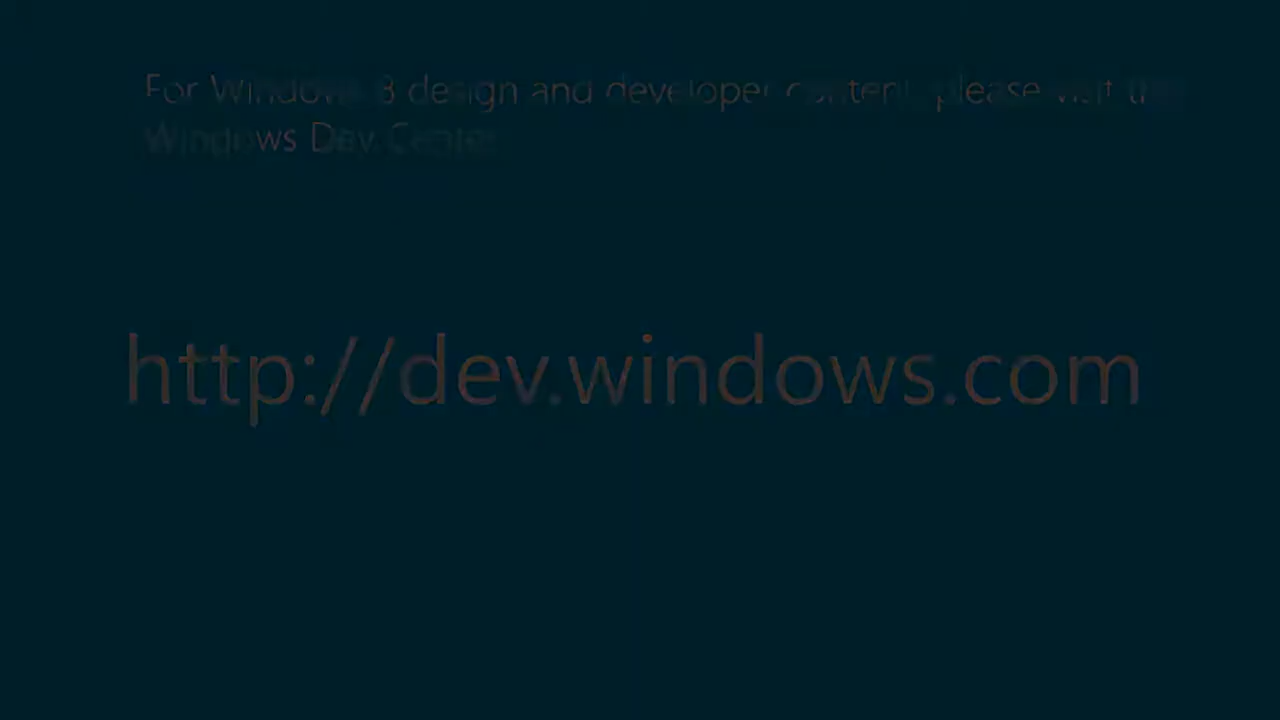 For Windows 8 design and developer content, please visit the
Windows Dev Center
http://dev.windows.com